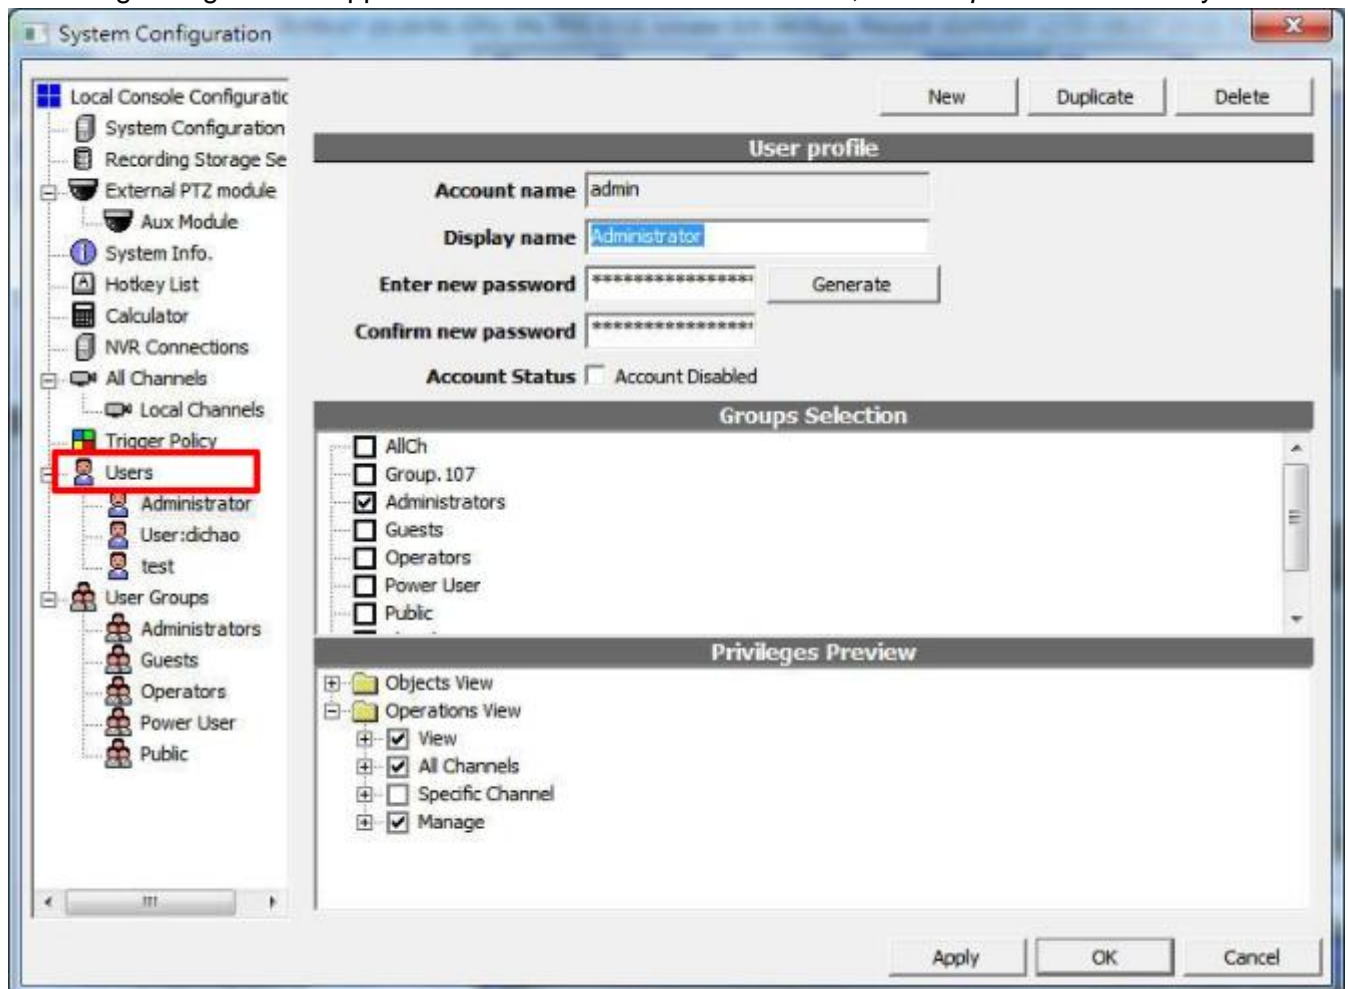 System Configuration
Local Console Configuratic
System Configuration
Recording Storage Se
External PTZ module
Aux Module
System Info.
Hotkey List
Calculator
NVR Connections
All Channels
Local Channels
Trigger Policy
Users
Administrator
User:dichao
test
User Groups
Administrators
Guests
Operators
Power User
Public
New Duplicate Delete
User profile
Account name admin
Display name Administrator
Enter new password **************** Generate
Confirm new password ****************
Account Status Account Disabled
Groups Selection
AllCh
Group.107
Administrators
Guests
Operators
Power User
Public
Privileges Preview
Objects View
Operations View
View
All Channels
Specific Channel
Manage
Apply OK Cancel